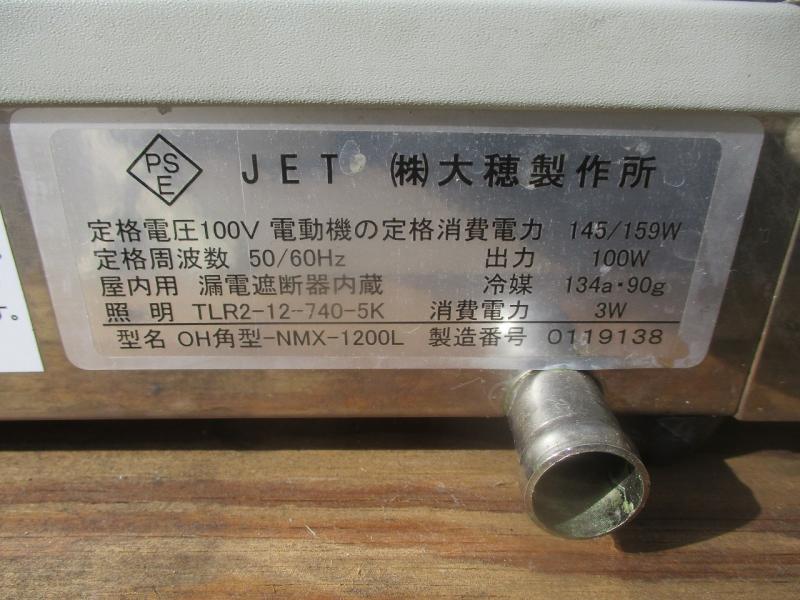 PS
E
JET ㈱大穂製作所
定格電圧100V 電動機の定格消費電力 145/159W
定格周波数 50/60Hz 出力 100W
屋内用 漏電遮断器内蔵 冷媒 134a・90g
照明 TLR2-12-740-5K 消費電力 3W
型名 OH角型-NMX-1200L 製造番号 0119138
す。